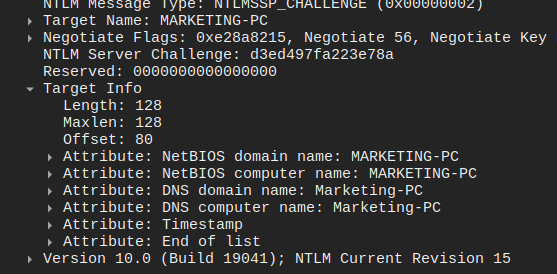 NTLM Message Type: NTLMSSP_CHALLENGE (0x00000002)
Target Name: MARKETING-PC
Negotiate Flags: 0xe28a8215, Negotiate 56, Negotiate Key
NTLM Server Challenge: d3ed497fa223e78a
Reserved: 0000000000000000
Target Info
Length: 128
Maxlen: 128
Offset: 80
Attribute: NetBIOS domain name: MARKETING-PC
Attribute: NetBIOS computer name: MARKETING-PC
Attribute: DNS domain name: Marketing-PC
Attribute: DNS computer name: Marketing-PC
Attribute: Timestamp
Attribute: End of list
Version 10.0 (Build 19041); NTLM Current Revision 15